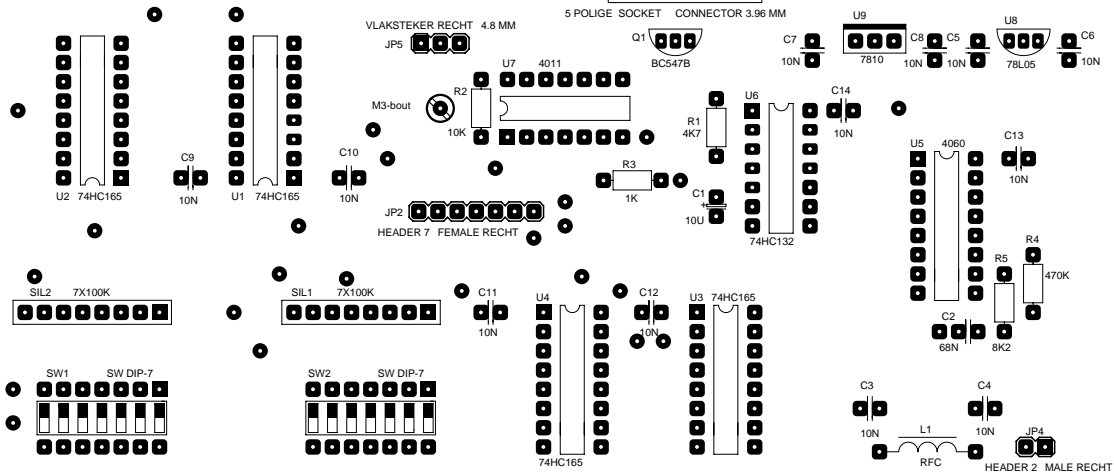 5 POLIGE SOCKET CONNECTOR 3.96 MM
VLAKSTEKER RECHT 4.8 MM
JP5
Q1
BC547B
U9
7810
U8
78L05
C7
10N
C8
10N
C5
10N
C6
10N
U7 4011
R2
10K
M3-bout
R1
4K7
U6
74HC132
C14
10N
U5 4060
C13
10N
C9
10N
C10
10N
U2 74HC165
U1 74HC165
R3
1K
C1
+
10U
JP2
HEADER 7 FEMALE RECHT
R5
8K2
R4
470K
SIL2 7X100K
SIL1 7X100K
C11
10N
U4
74HC165
C12
10N
U3 74HC165
C2
68N
SW1 SW DIP-7
SW2 SW DIP-7
C3
10N
C4
10N
L1
RFC
JP4
HEADER 2 MALE RECHT